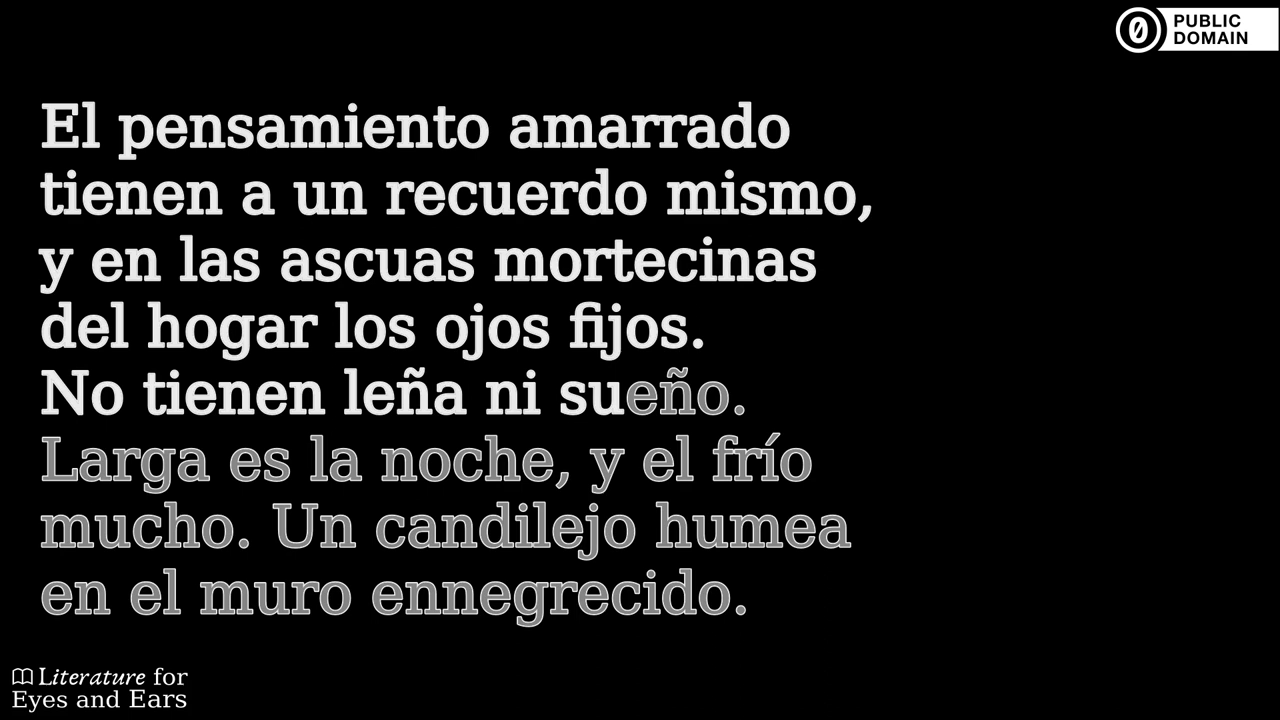 PUBLIC
DOMAIN
El pensamiento amarrado
tienen a un recuerdo mismo,
y en las ascuas mortecinas
del hogar los ojos fijos.
No tienen leña ni sueño.
Larga es la noche, y el frío
mucho. Un candilejo humea
en el muro ennegrecido.
Literature for
Eyes and Ears